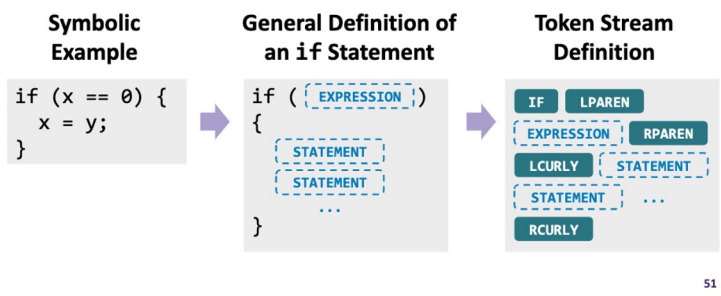 Symbolic
Example
if (x == 0) {
  x = y;
}
General Definition of
an if Statement
if ( EXPRESSION )
{
STATEMENT
STATEMENT
...
}
Token Stream
Definition
IF LPAREN
EXPRESSION RPAREN
LCURLY STATEMENT
STATEMENT ...
RCURLY
51